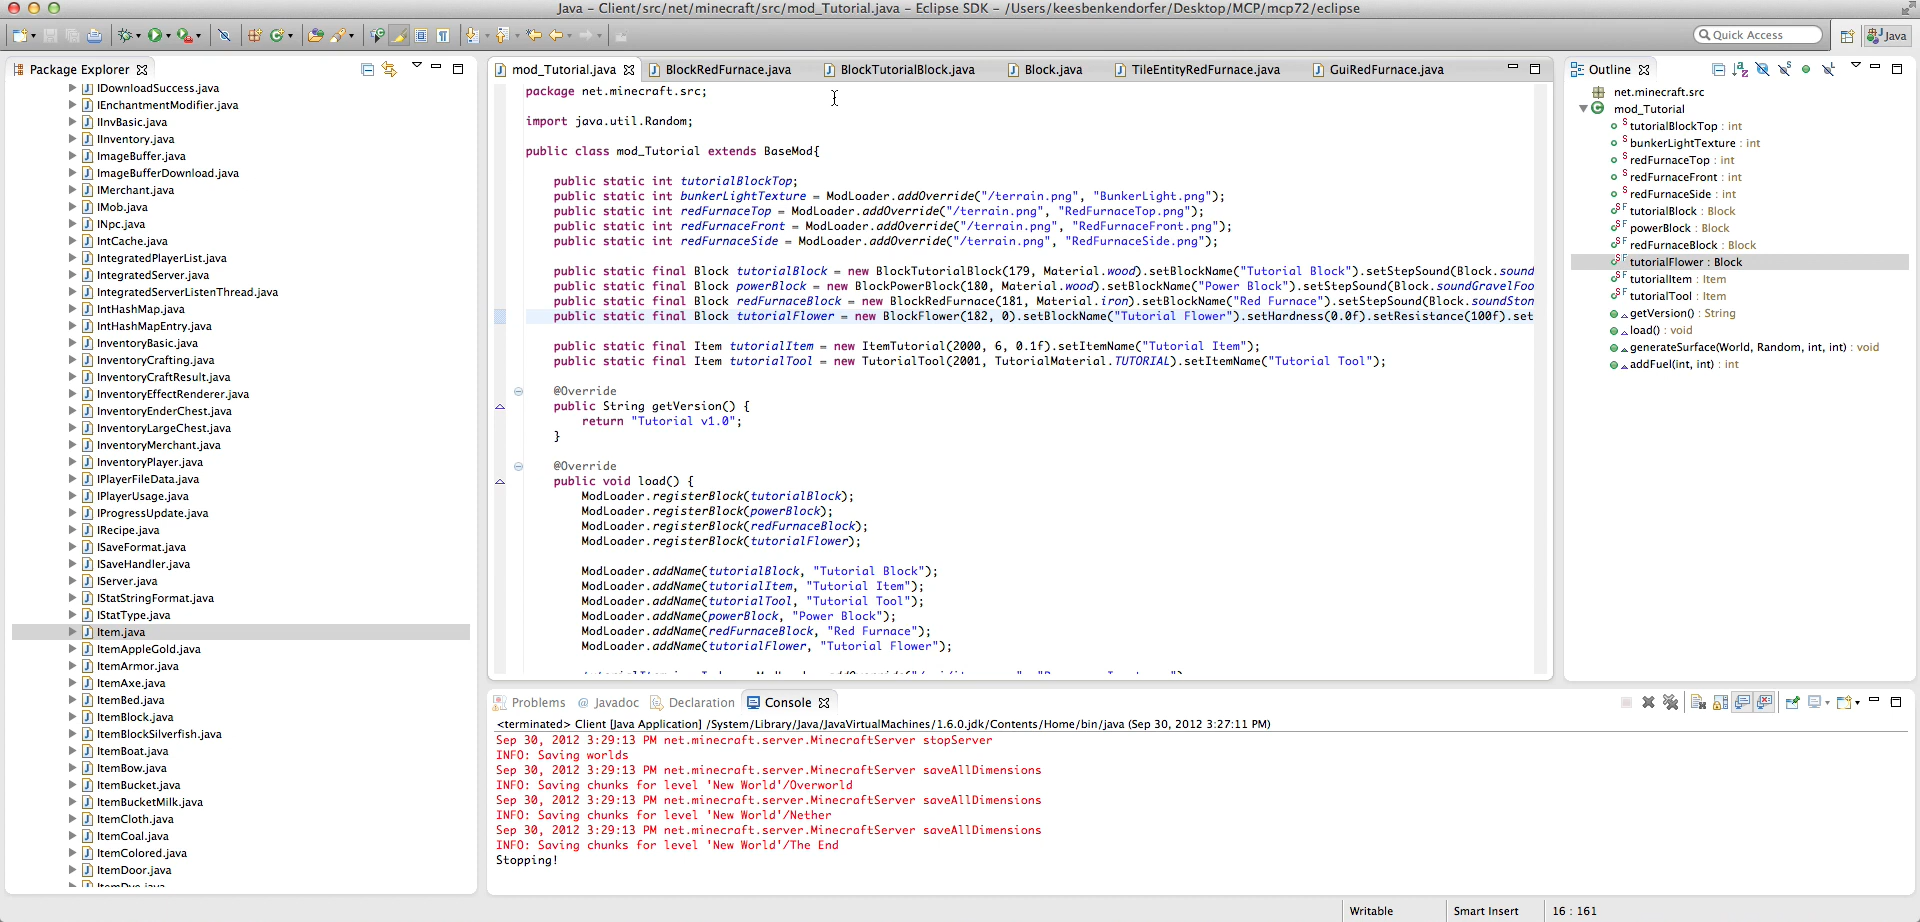 Java – Client/src/net/minecraft/src/mod_Tutorial.java – Eclipse SDK – /Users/keesbenkendorfer/Desktop/MCP/mcp72/eclipse
Quick Access
Java
Package Explorer
IDownloadSuccess.java
IEnchantmentModifier.java
IInvBasic.java
IInventory.java
ImageBuffer.java
ImageBufferDownload.java
IMerchant.java
IMob.java
INpc.java
IntCache.java
IntegratedPlayerList.java
IntegratedServer.java
IntegratedServerListenThread.java
IntHashMap.java
IntHashMapEntry.java
InventoryBasic.java
InventoryCrafting.java
InventoryCraftResult.java
InventoryEffectRenderer.java
InventoryEnderChest.java
InventoryLargeChest.java
InventoryMerchant.java
InventoryPlayer.java
IPlayerFileData.java
IPlayerUsage.java
IProgressUpdate.java
IRecipe.java
ISaveFormat.java
ISaveHandler.java
IServer.java
IStatStringFormat.java
IStatType.java
Item.java
ItemAppleGold.java
ItemArmor.java
ItemAxe.java
ItemBed.java
ItemBlock.java
ItemBlockSilverfish.java
ItemBoat.java
ItemBow.java
ItemBucket.java
ItemBucketMilk.java
ItemCloth.java
ItemCoal.java
ItemColored.java
ItemDoor.java
ItemDye.java
mod_Tutorial.java BlockRedFurnace.java BlockTutorialBlock.java Block.java TileEntityRedFurnace.java GuiRedFurnace.java
package net.minecraft.src;
import java.util.Random;
public class mod_Tutorial extends BaseMod{
public static int tutorialBlockTop;
public static int bunkerLightTexture = ModLoader.addOverride("/terrain.png", "BunkerLight.png");
public static int redFurnaceTop = ModLoader.addOverride("/terrain.png", "RedFurnaceTop.png");
public static int redFurnaceFront = ModLoader.addOverride("/terrain.png", "RedFurnaceFront.png");
public static int redFurnaceSide = ModLoader.addOverride("/terrain.png", "RedFurnaceSide.png");
public static final Block tutorialBlock = new BlockTutorialBlock(179, Material.wood).setBlockName("Tutorial Block").setStepSound(Block.sound
public static final Block powerBlock = new BlockPowerBlock(180, Material.wood).setBlockName("Power Block").setStepSound(Block.soundGravelFoo
public static final Block redFurnaceBlock = new BlockRedFurnace(181, Material.iron).setBlockName("Red Furnace").setStepSound(Block.soundSton
public static final Block tutorialFlower = new BlockFlower(182, 0).setBlockName("Tutorial Flower").setHardness(0.0f).setResistance(100f).set
public static final Item tutorialItem = new ItemTutorial(2000, 6, 0.1f).setItemName("Tutorial Item");
public static final Item tutorialTool = new TutorialTool(2001, TutorialMaterial.TUTORIAL).setItemName("Tutorial Tool");
@Override
public String getVersion() {
return "Tutorial v1.0";
}
@Override
public void load() {
ModLoader.registerBlock(tutorialBlock);
ModLoader.registerBlock(powerBlock);
ModLoader.registerBlock(redFurnaceBlock);
ModLoader.registerBlock(tutorialFlower);
ModLoader.addName(tutorialBlock, "Tutorial Block");
ModLoader.addName(tutorialItem, "Tutorial Item");
ModLoader.addName(tutorialTool, "Tutorial Tool");
ModLoader.addName(powerBlock, "Power Block");
ModLoader.addName(redFurnaceBlock, "Red Furnace");
ModLoader.addName(tutorialFlower, "Tutorial Flower");
Outline
net.minecraft.src
mod_Tutorial
tutorialBlockTop : int
bunkerLightTexture : int
redFurnaceTop : int
redFurnaceFront : int
redFurnaceSide : int
tutorialBlock : Block
powerBlock : Block
redFurnaceBlock : Block
tutorialFlower : Block
tutorialItem : Item
tutorialTool : Item
getVersion() : String
load() : void
generateSurface(World, Random, int, int) : void
addFuel(int, int) : int
Problems @ Javadoc Declaration Console
<terminated> Client [Java Application] /System/Library/Java/JavaVirtualMachines/1.6.0.jdk/Contents/Home/bin/java (Sep 30, 2012 3:27:11 PM)
Sep 30, 2012 3:29:13 PM net.minecraft.server.MinecraftServer stopServer
INFO: Saving worlds
Sep 30, 2012 3:29:13 PM net.minecraft.server.MinecraftServer saveAllDimensions
INFO: Saving chunks for level 'New World'/Overworld
Sep 30, 2012 3:29:13 PM net.minecraft.server.MinecraftServer saveAllDimensions
INFO: Saving chunks for level 'New World'/Nether
Sep 30, 2012 3:29:13 PM net.minecraft.server.MinecraftServer saveAllDimensions
INFO: Saving chunks for level 'New World'/The End
Stopping!
Writable Smart Insert 16 : 161